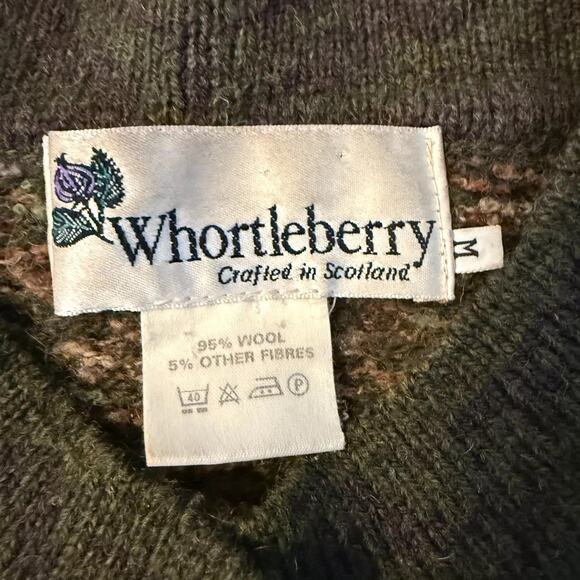 Whortleberry
Crafted in Scotland
M
95% WOOL
5% OTHER FIBRES
40
P